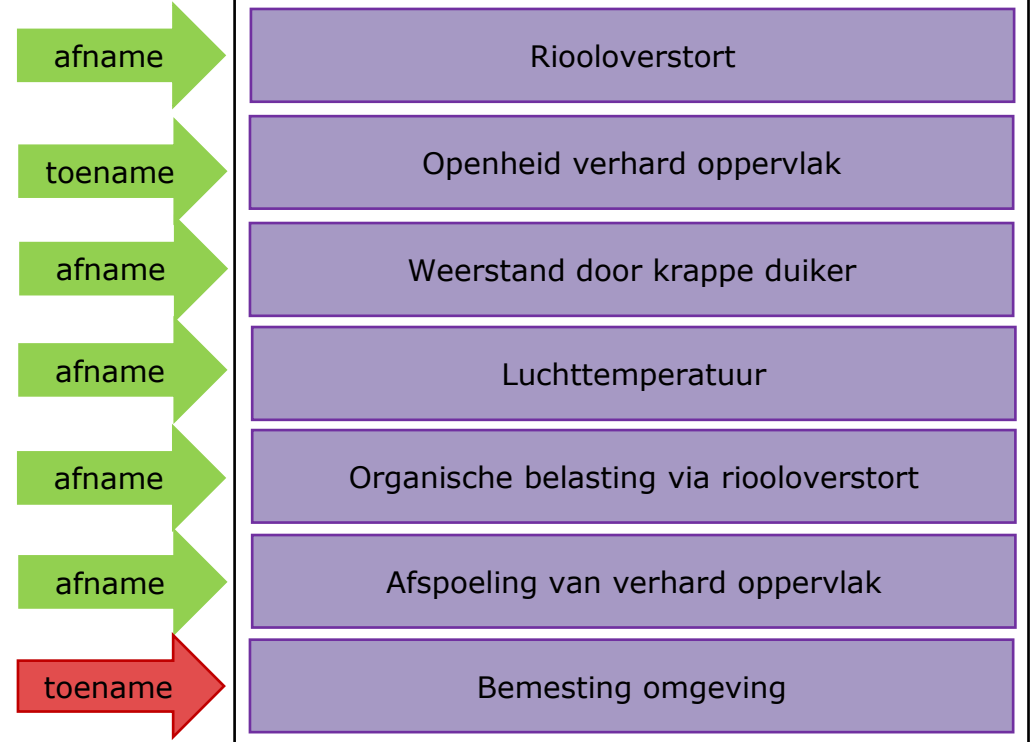 afname
Riooloverstort
toename
Openheid verhard oppervlak
afname
Weerstand door krappe duiker
afname
Luchttemperatuur
afname
Organische belasting via riooloverstort
afname
Afspoeling van verhard oppervlak
toename
Bemesting omgeving